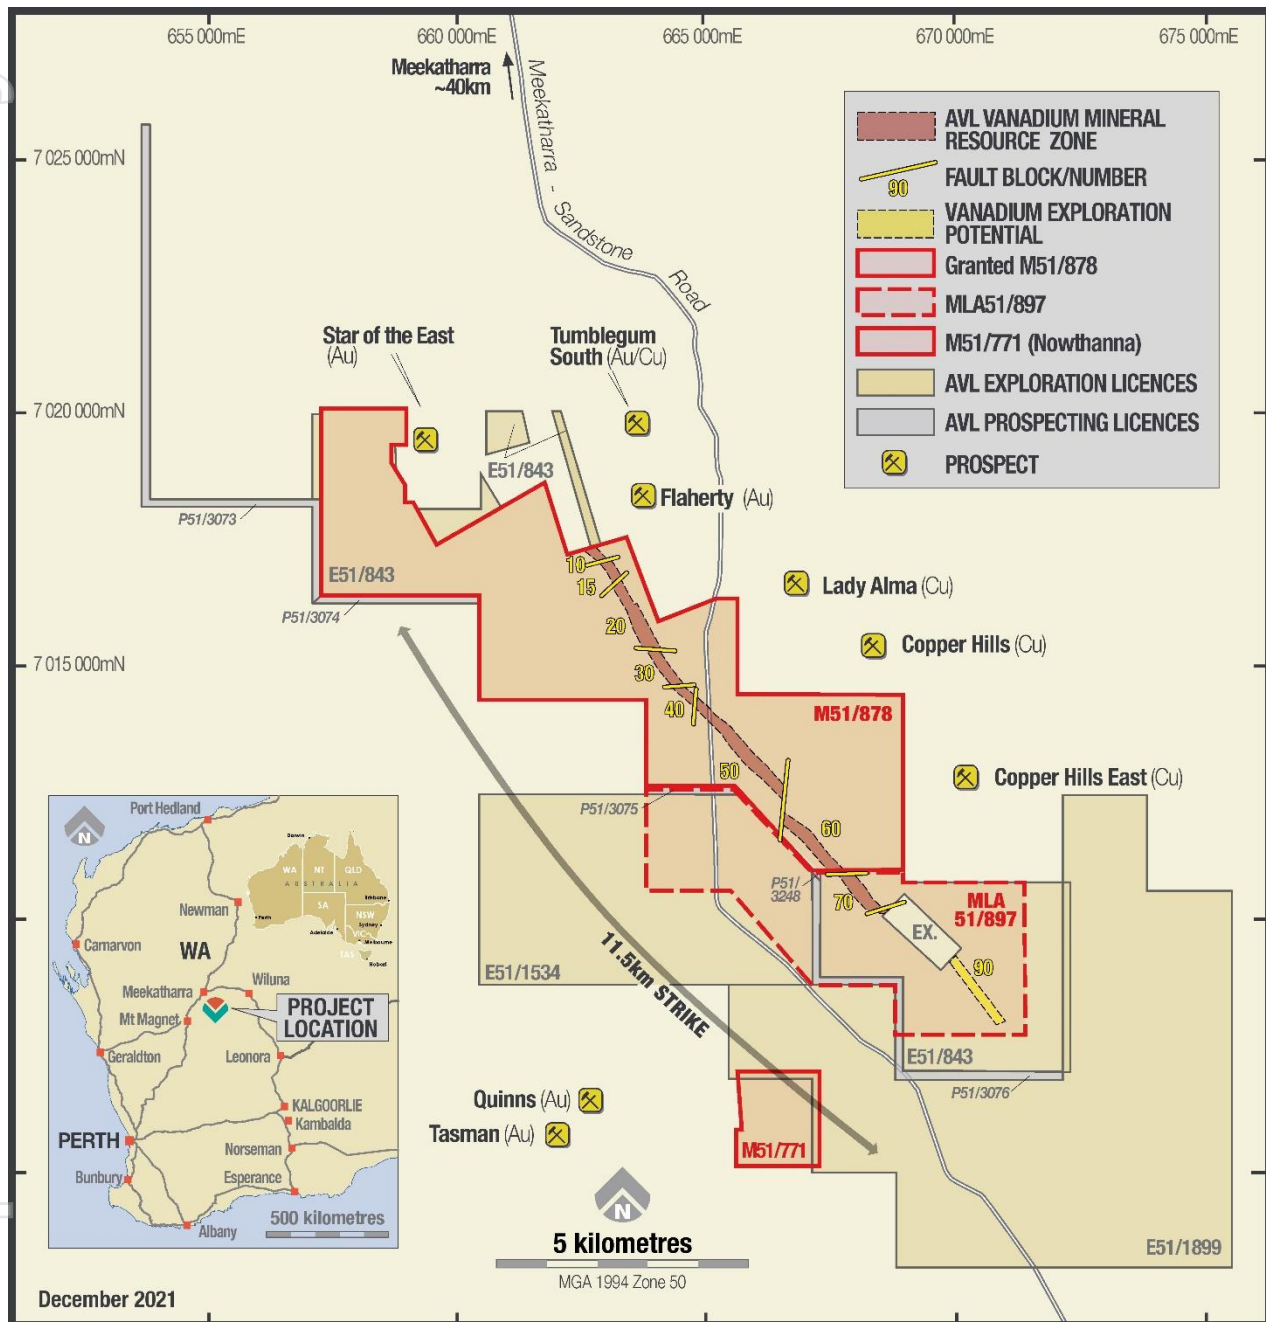 655 000mE
660 000mE
665 000mE
670 000mE
675 000mE
Meekatharra
~40km
Meekatharra - Sandstone Road
7 025 000mN
7 020 000mN
7 015 000mN
AVL VANADIUM MINERAL
RESOURCE ZONE
90
FAULT BLOCK/NUMBER
VANADIUM EXPLORATION
POTENTIAL
Granted M51/878
MLA51/897
M51/771 (Nowthanna)
AVL EXPLORATION LICENCES
AVL PROSPECTING LICENCES
PROSPECT
Star of the East
(Au)
Tumblegum
South (Au/Cu)
E51/843
Flaherty (Au)
P51/3073
E51/843
P51/3074
10
15
20
30
40
50
60
70
90
Lady Alma (Cu)
Copper Hills (Cu)
M51/878
Copper Hills East (Cu)
P51/3075
P51/
3248
MLA
51/897
EX.
E51/1534
11.5km STRIKE
E51/843
P51/3076
Quinns (Au)
Tasman (Au)
M51/771
E51/1899
N
5 kilometres
MGA 1994 Zone 50
December 2021
N
Port Hedland
Newman
WA
Carnarvon
Meekatharra
Wiluna
Mt Magnet
PROJECT
LOCATION
Geraldton
Leonora
KALGOORLIE
Kambalda
PERTH
Norseman
Bunbury
Esperance
Albany
500 kilometres
Darwin
WA
NT
QLD
AUSTRALIA
SA
Brisbane
NSW
Perth
Sydney
Adelaide
VIC
Melbourne
TAS
Hobart